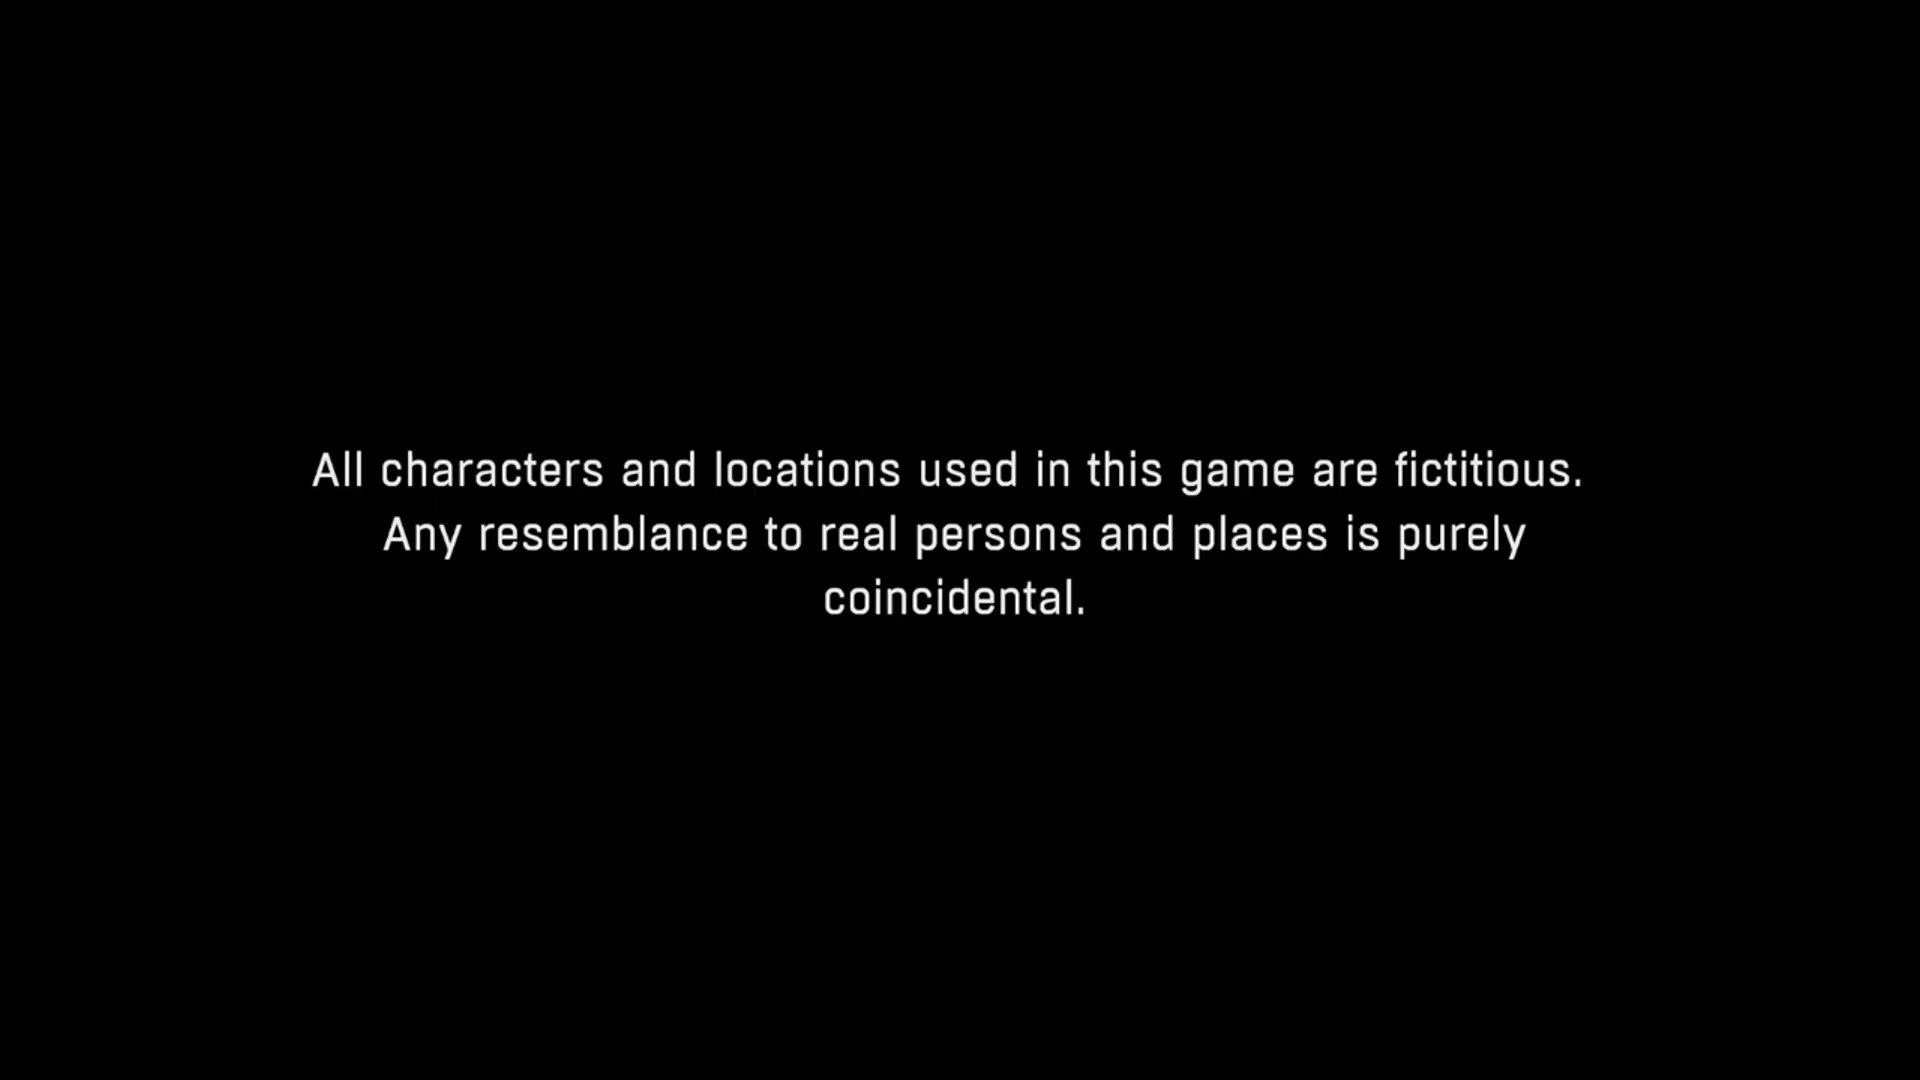 All characters and locations used in this game are fictitious.
Any resemblance to real persons and places is purely
coincidental.